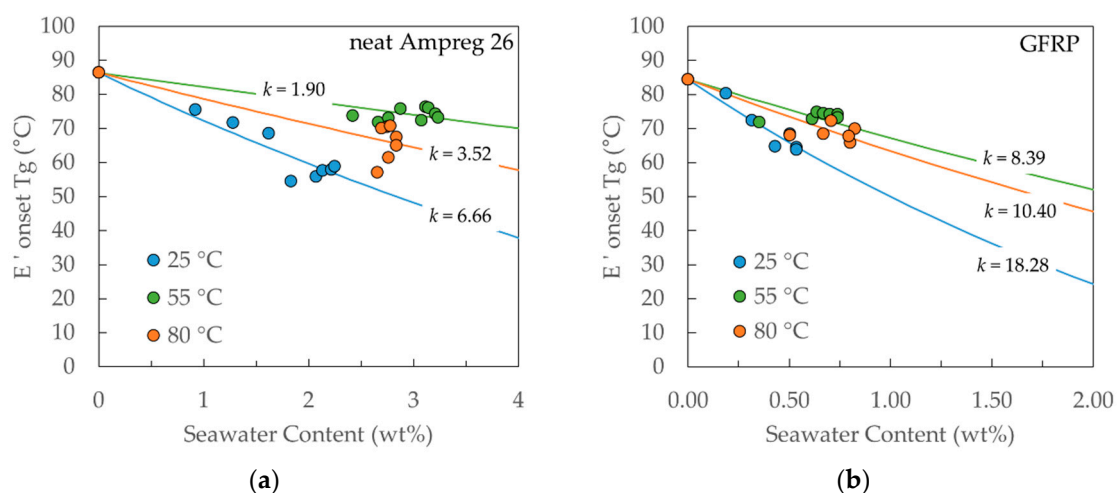 neat Ampreg 26
E ' onset Tg (°C)
100
90
80
70
60
50
40
30
20
10
0
k = 1.90
k = 3.52
k = 6.66
25 °C
55 °C
80 °C
0
1
2
3
4
Seawater Content (wt%)
(a)
GFRP
E ' onset Tg (°C)
100
90
80
70
60
50
40
30
20
10
0
k = 8.39
k = 10.40
k = 18.28
25 °C
55 °C
80 °C
0.00
0.50
1.00
1.50
2.00
Seawater Content (wt%)
(b)